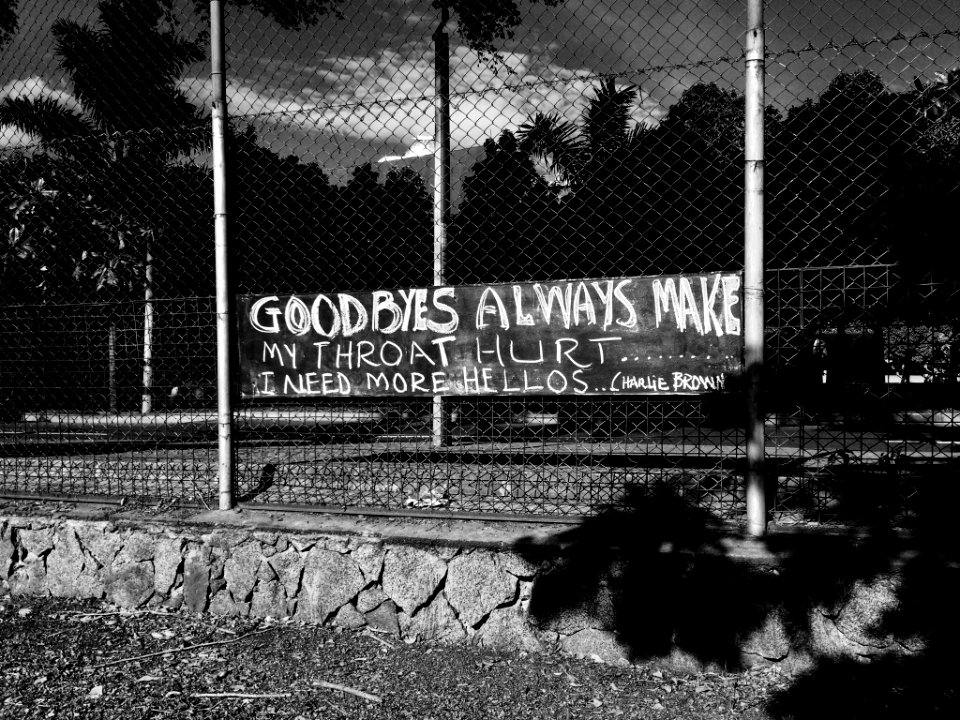 GOODBYES ALWAYS MAKE
MY THROAT HURT.........
I NEED MORE HELLOS...CHARLIE BROWN